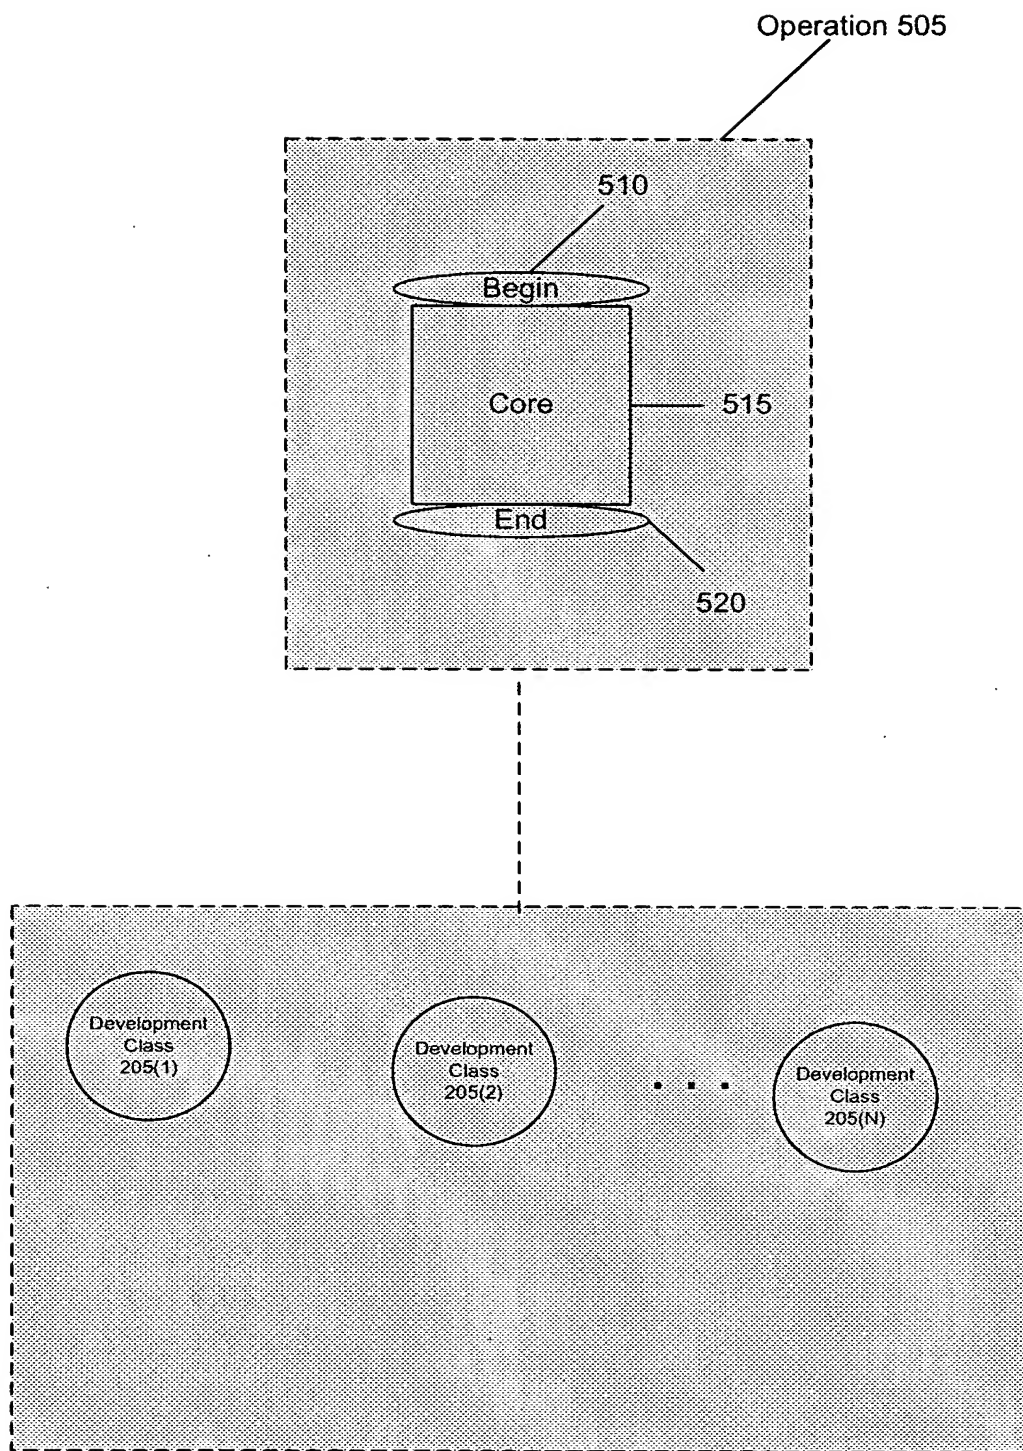 Operation 505
510
Begin
Core
515
End
520
Development
Class
205(1)
Development
Class
205(2)
. . .
Development
Class
205(N)